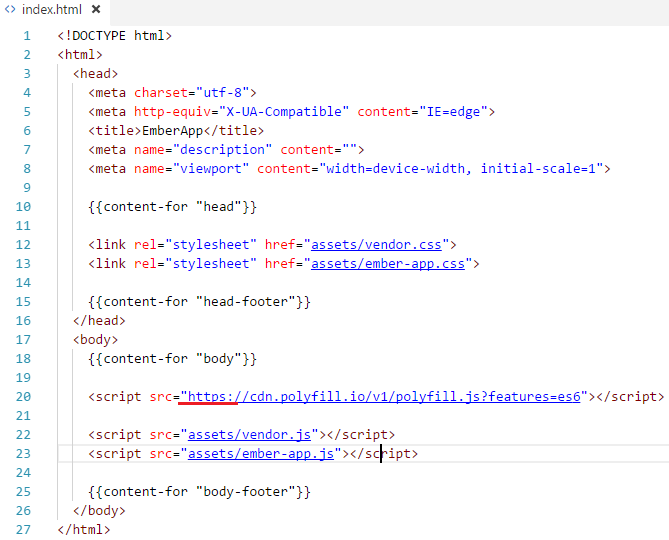 <> index.html ×
1 <!DOCTYPE html>
2 <html>
3 <head>
4 <meta charset="utf-8">
5 <meta http-equiv="X-UA-Compatible" content="IE=edge">
6 <title>EmberApp</title>
7 <meta name="description" content="">
8 <meta name="viewport" content="width=device-width, initial-scale=1">
9
10 {{content-for "head"}}
11
12 <link rel="stylesheet" href="assets/vendor.css">
13 <link rel="stylesheet" href="assets/ember-app.css">
14
15 {{content-for "head-footer"}}
16 </head>
17 <body>
18 {{content-for "body"}}
19
20 <script src="https://cdn.polyfill.io/v1/polyfill.js?features=es6"></script>
21
22 <script src="assets/vendor.js"></script>
23 <script src="assets/ember-app.js"></script>
24
25 {{content-for "body-footer"}}
26 </body>
27 </html>